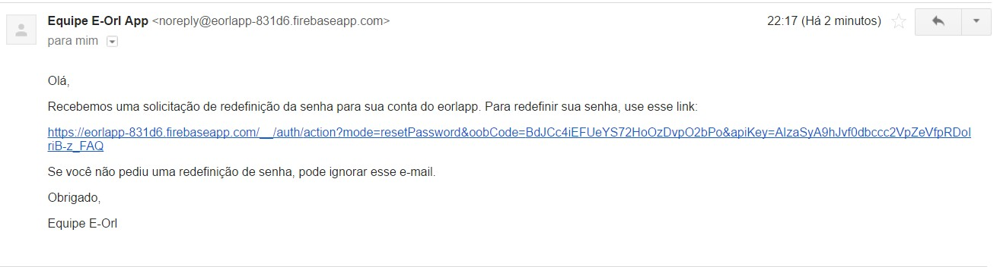 Equipe E-Orl App <noreply@eorlapp-831d6.firebaseapp.com> 22:17 (Há 2 minutos)
para mim
Olá,
Recebemos uma solicitação de redefinição da senha para sua conta do eorlapp. Para redefinir sua senha, use esse link:
https://eorlapp-831d6.firebaseapp.com/__/auth/action?mode=resetPassword&oobCode=BdJCc4iEFUeYS72HoOzDvpO2bPo&apiKey=AIzaSyA9hJvf0dbccc2VpZeVfpRDoI
riB-z_FAQ
Se você não pediu uma redefinição de senha, pode ignorar esse e-mail.
Obrigado,
Equipe E-Orl